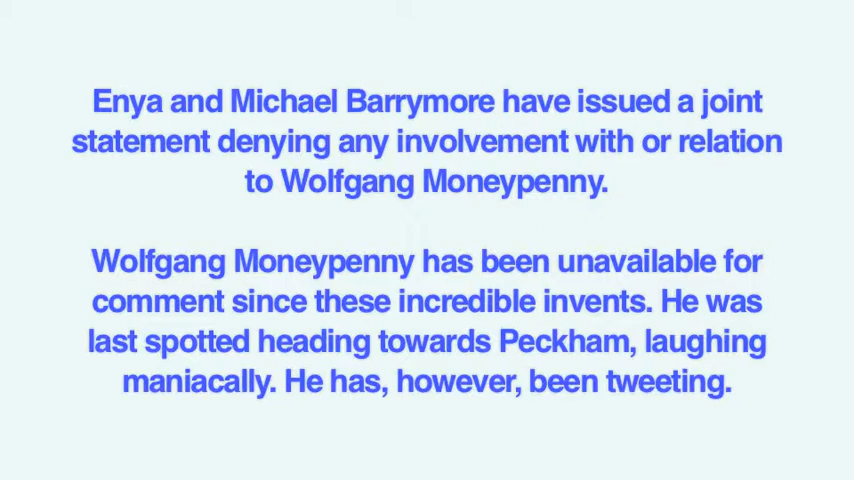 Enya and Michael Barrymore have issued a joint
statement denying any involvement with or relation
to Wolfgang Moneypenny.
Wolfgang Moneypenny has been unavailable for
comment since these incredible invents. He was
last spotted heading towards Peckham, laughing
maniacally. He has, however, been tweeting.